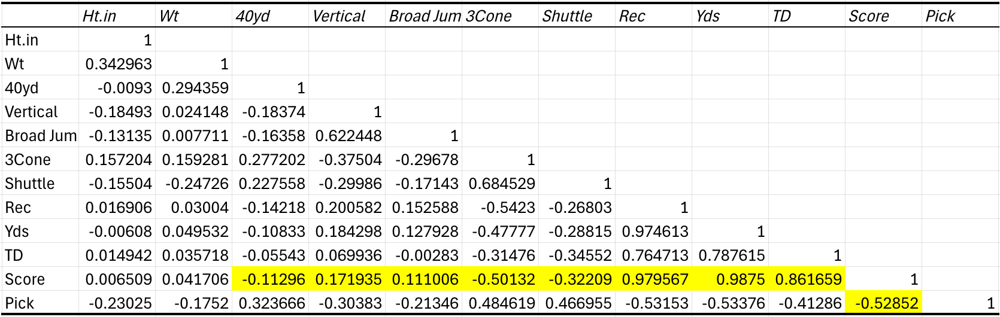 Ht.in Wt 40yd Vertical Broad Jum 3Cone Shuttle Rec Yds TD Score Pick
Ht.in 1
Wt 0.342963 1
40yd -0.0093 0.294359 1
Vertical -0.18493 0.024148 -0.18374 1
Broad Jum -0.13135 0.007711 -0.16358 0.622448 1
3Cone 0.157204 0.159281 0.277202 -0.37504 -0.29678 1
Shuttle -0.15504 -0.24726 0.227558 -0.29986 -0.17143 0.684529 1
Rec 0.016906 0.03004 -0.14218 0.200582 0.152588 -0.5423 -0.26803 1
Yds -0.00608 0.049532 -0.10833 0.184298 0.127928 -0.47777 -0.28815 0.974613 1
TD 0.014942 0.035718 -0.05543 0.069936 -0.00283 -0.31476 -0.34552 0.764713 0.787615 1
Score 0.006509 0.041706 -0.11296 0.171935 0.111006 -0.50132 -0.32209 0.979567 0.9875 0.861659 1
Pick -0.23025 -0.1752 0.323666 -0.30383 -0.21346 0.484619 0.466955 -0.53153 -0.53376 -0.41286 -0.52852 1